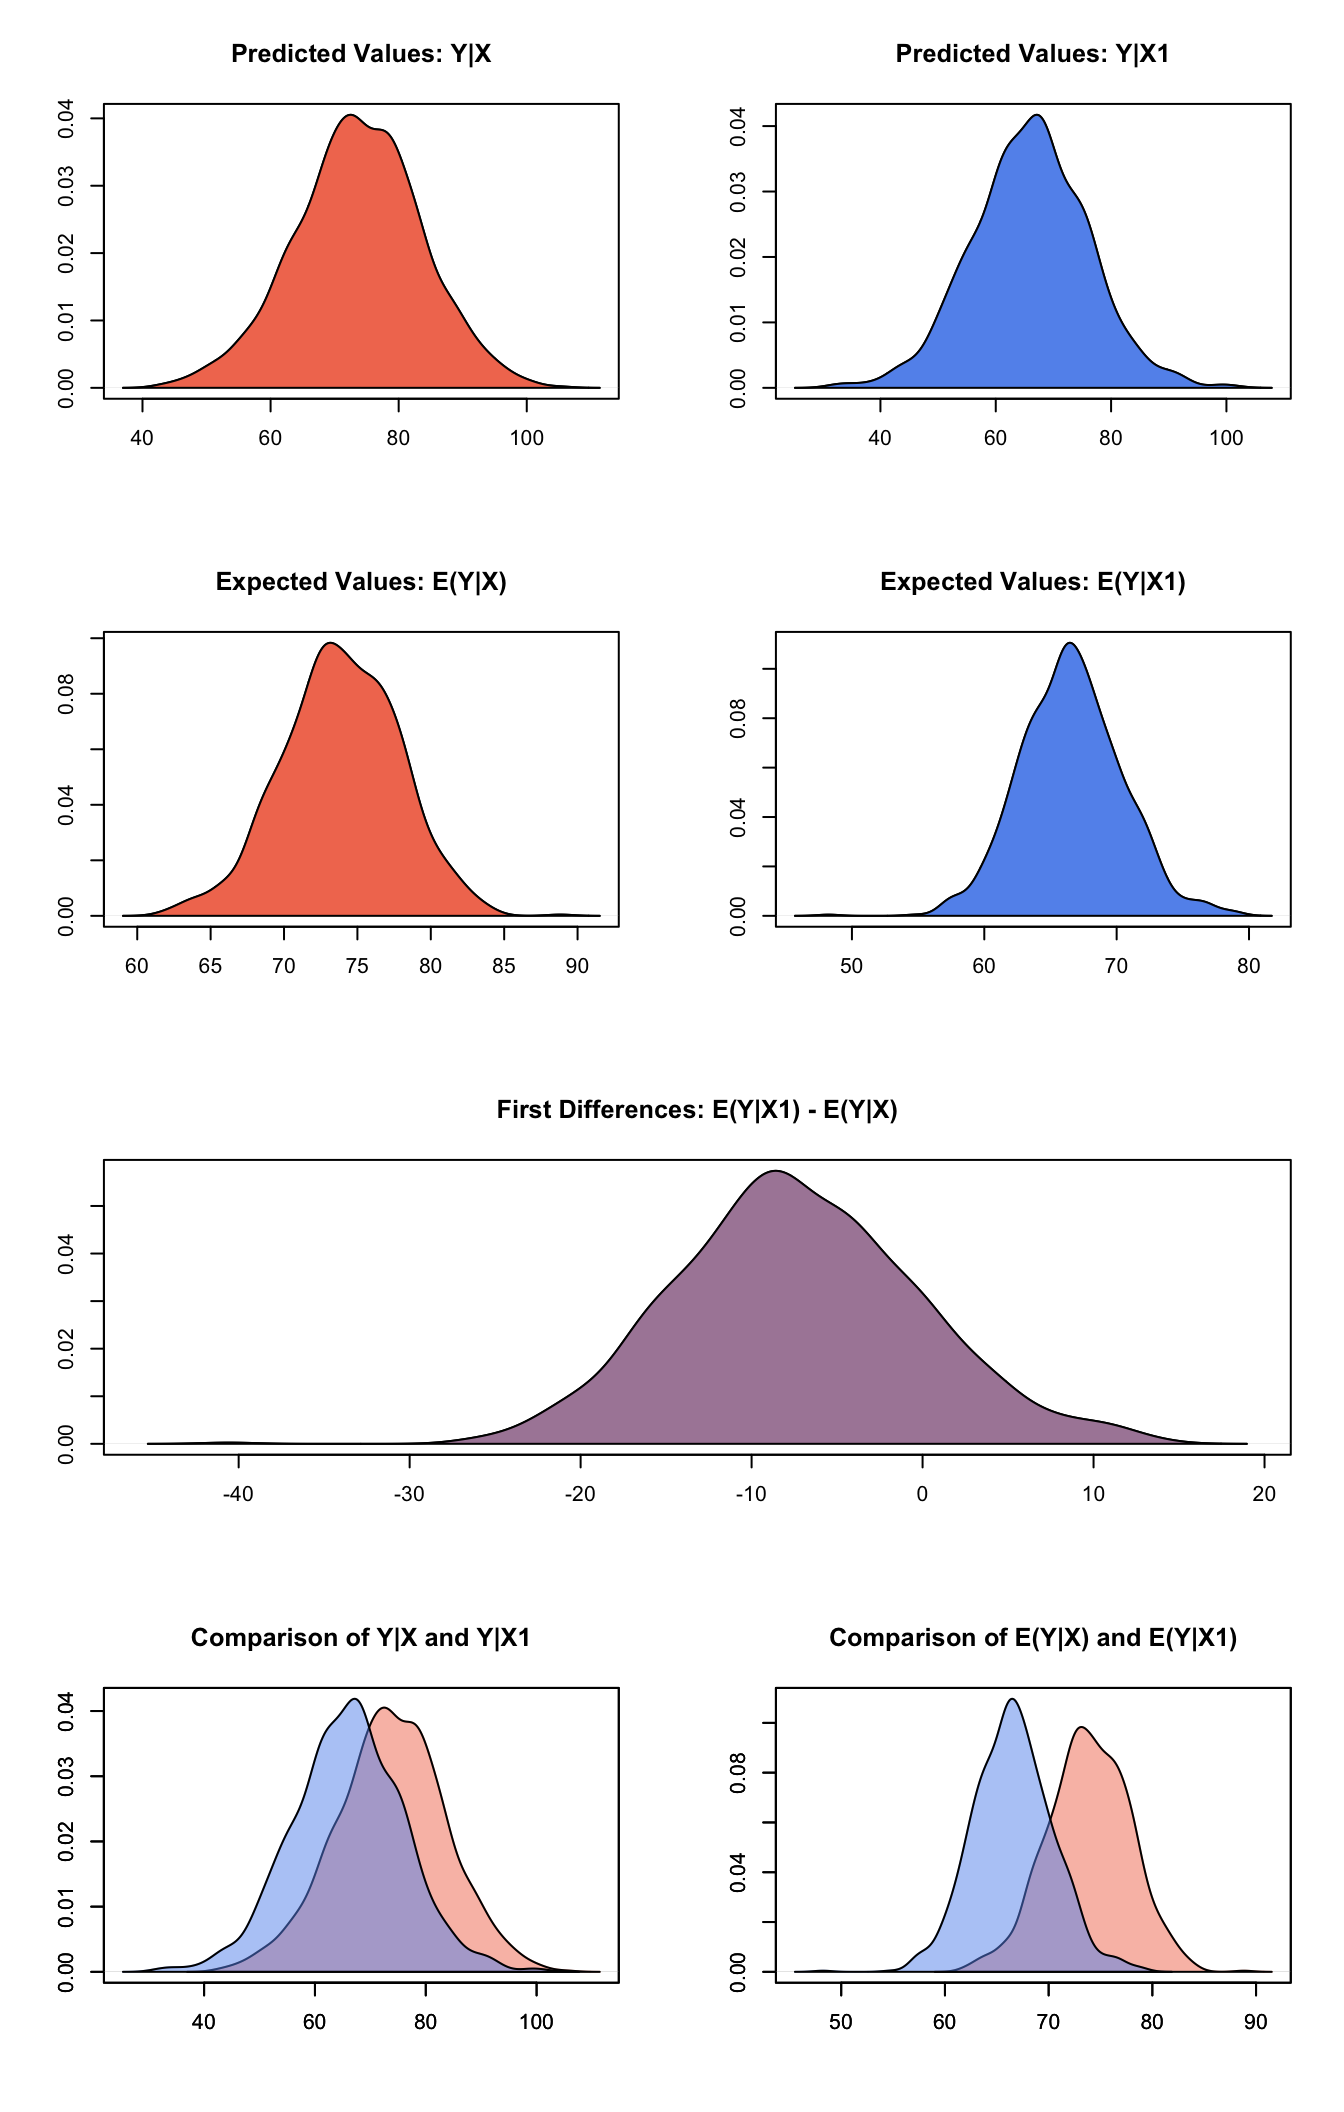 Predicted Values: Y|X
0.00 0.01 0.02 0.03 0.04
40 60 80 100
Predicted Values: Y|X1
0.00 0.01 0.02 0.03 0.04
40 60 80 100
Expected Values: E(Y|X)
0.00 0.04 0.08
60 65 70 75 80 85 90
Expected Values: E(Y|X1)
0.00 0.04 0.08
50 60 70 80
First Differences: E(Y|X1) - E(Y|X)
0.00 0.02 0.04
-40 -30 -20 -10 0 10 20
Comparison of Y|X and Y|X1
0.00 0.01 0.02 0.03 0.04
40 60 80 100
Comparison of E(Y|X) and E(Y|X1)
0.00 0.04 0.08
50 60 70 80 90